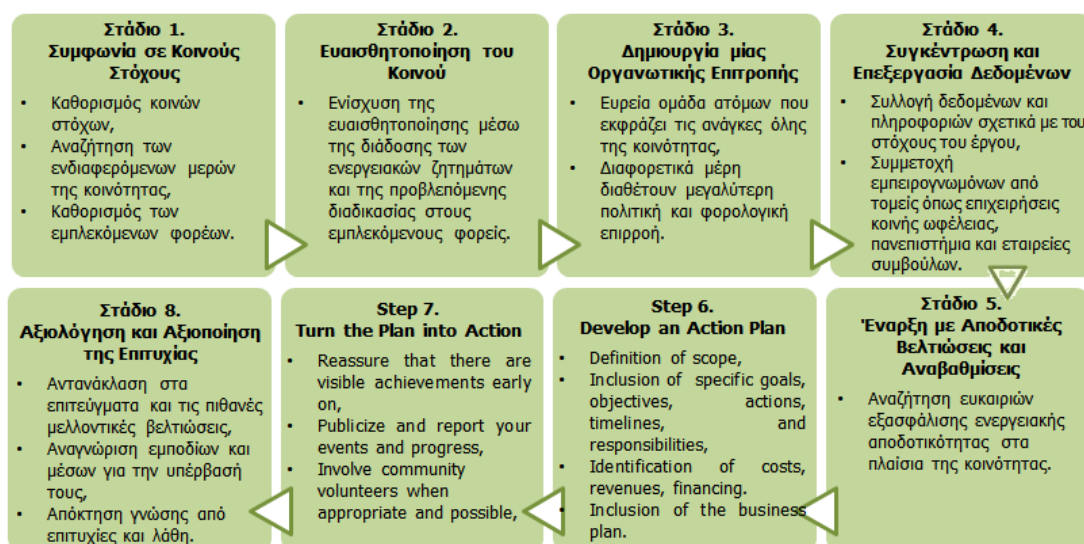 Στάδιο 1.
Συμφωνία σε Κοινούς
Στόχους
• Καθορισμός κοινών
στόχων,
• Αναζήτηση των
ενδιαφερόμενων μερών
της κοινότητας,
• Καθορισμός των
εμπλεκόμενων φορέων.
Στάδιο 2.
Ευαισθητοποίηση του
Κοινού
• Ενίσχυση της
ευαισθητοποίησης μέσω
της διάδοσης των
ενεργειακών ζητημάτων
και της προβλεπόμενης
διαδικασίας στους
εμπλεκόμενους φορείς.
Στάδιο 3.
Δημιουργία μίας
Οργανωτικής Επιτροπής
• Ευρεία ομάδα ατόμων που
εκφράζει τις ανάγκες όλης
της κοινότητας,
• Διαφορετικά μέρη
διαθέτουν μεγαλύτερη
πολιτική και φορολογική
επιρροή.
Στάδιο 4.
Συγκέντρωση και
Επεξεργασία Δεδομένων
• Συλλογή δεδομένων και
πληροφοριών σχετικά με του
στόχους του έργου,
• Συμμετοχή
εμπειρογνωμόνων από
τομείς όπως επιχειρήσεις
κοινής ωφέλειας,
πανεπιστήμια και εταιρείες
συμβούλων.
Στάδιο 5.
Έναρξη με Αποδοτικές
Βελτιώσεις και
Αναβαθμίσεις
• Αναζήτηση ευκαιριών
εξασφάλισης ενεργειακής
αποδοτικότητας στα
πλαίσια της κοινότητας.
Step 6.
Develop an Action Plan
• Definition of scope,
• Inclusion of specific goals,
objectives, actions,
timelines, and
responsibilities,
• Identification of costs,
revenues, financing.
• Inclusion of the business
plan.
Step 7.
Turn the Plan into Action
• Reassure that there are
visible achievements early
on,
• Publicize and report your
events and progress,
• Involve community
volunteers when
appropriate and possible,
Στάδιο 8.
Αξιολόγηση και Αξιοποίηση
της Επιτυχίας
• Αντανάκλαση στα
επιτεύγματα και τις πιθανές
μελλοντικές βελτιώσεις,
• Αναγνώριση εμποδίων και
μέσων για την υπέρβασή
τους,
• Απόκτηση γνώσης από
επιτυχίες και λάθη.